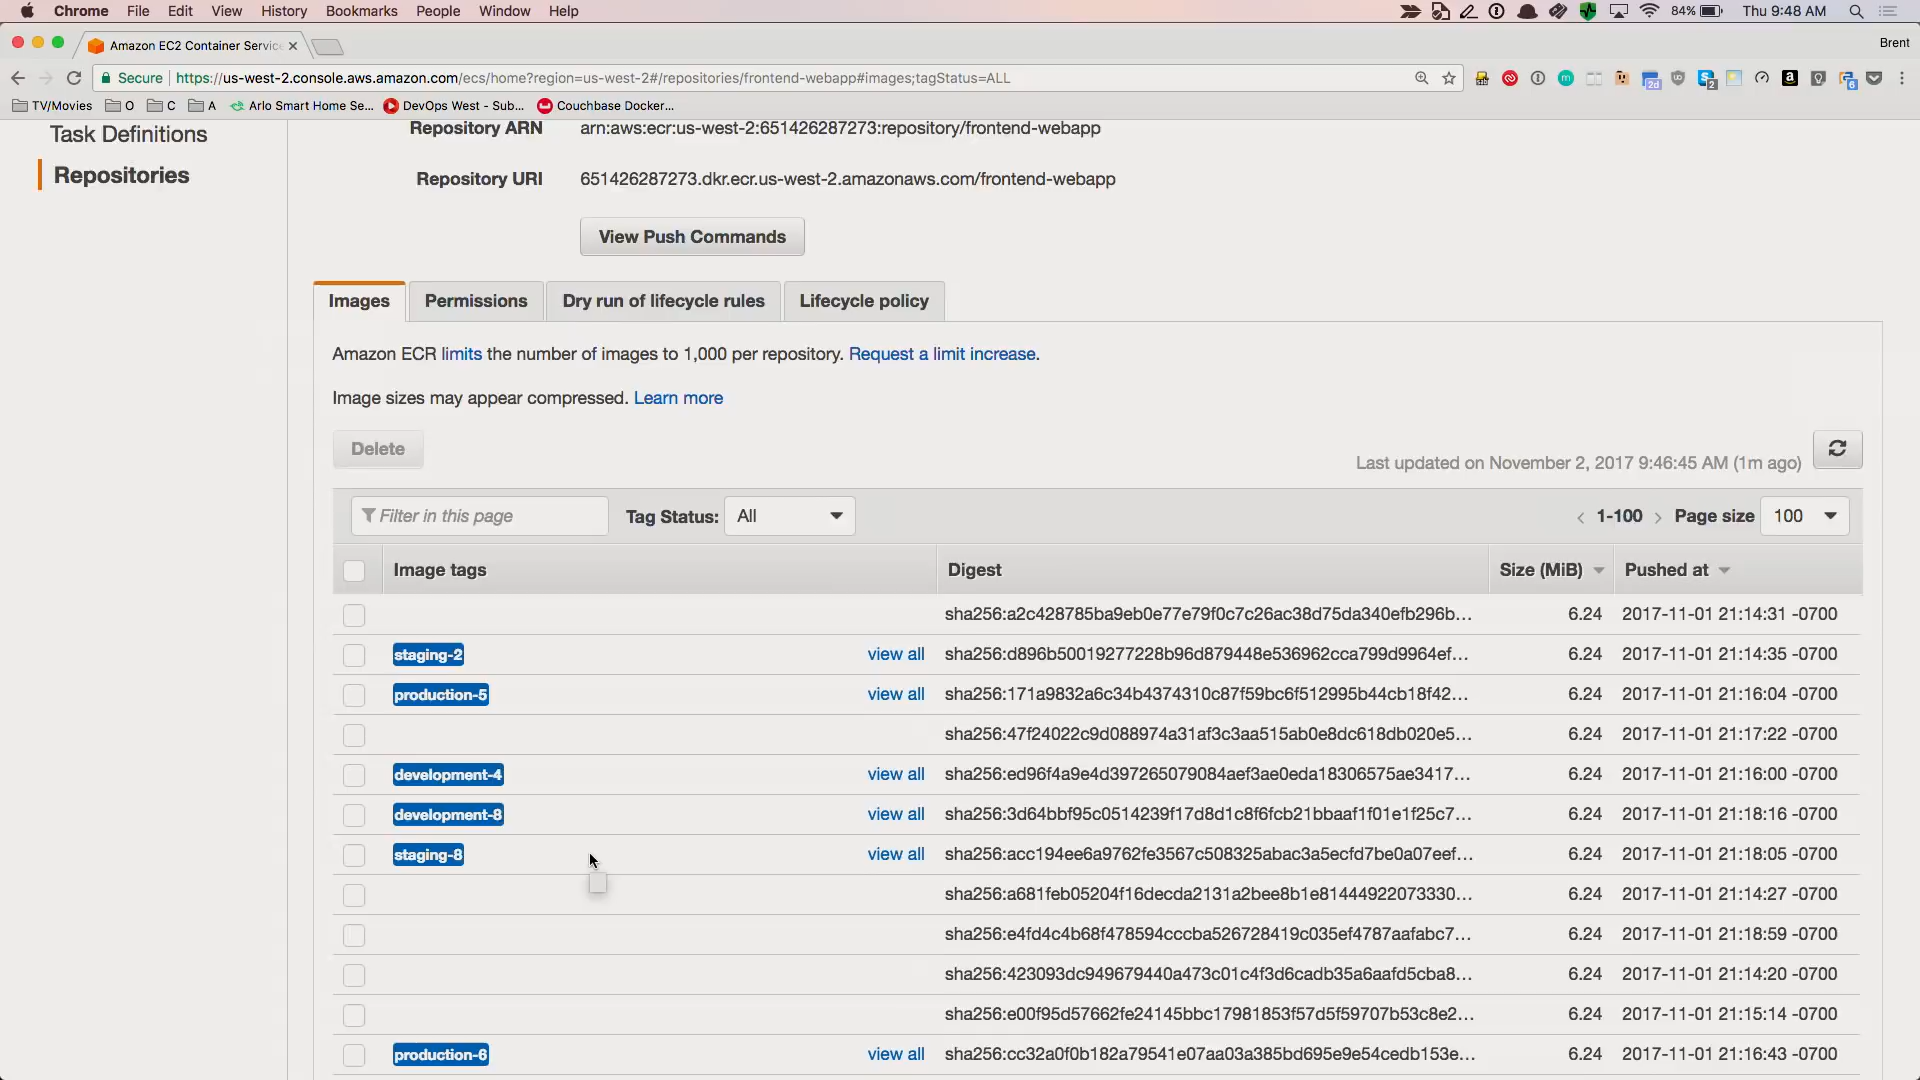 Chrome File Edit View History Bookmarks People Window Help 84% Thu 9:48 AM
Amazon EC2 Container Servic Brent
Secure https://us-west-2.console.aws.amazon.com/ecs/home?region=us-west-2#/repositories/frontend-webapp#images;tagStatus=ALL
TV/Movies O C A Arlo Smart Home Se... DevOps West - Sub... Couchbase Docker...
Task Definitions
Repositories
Repository ARN arn:aws:ecr:us-west-2:651426287273:repository/frontend-webapp
Repository URI 651426287273.dkr.ecr.us-west-2.amazonaws.com/frontend-webapp
View Push Commands
Images Permissions Dry run of lifecycle rules Lifecycle policy
Amazon ECR limits the number of images to 1,000 per repository. Request a limit increase.
Image sizes may appear compressed. Learn more
Delete
Last updated on November 2, 2017 9:46:45 AM (1m ago)
Filter in this page Tag Status: All 1-100 Page size 100
Image tags Digest Size (MiB) Pushed at
sha256:a2c428785ba9eb0e77e79f0c7c26ac38d75da340efb296b... 6.24 2017-11-01 21:14:31 -0700
staging-2 view all sha256:d896b50019277228b96d879448e536962cca799d9964ef... 6.24 2017-11-01 21:14:35 -0700
production-5 view all sha256:171a9832a6c34b4374310c87f59bc6f512995b44cb18f42... 6.24 2017-11-01 21:16:04 -0700
sha256:47f24022c9d088974a31af3c3aa515ab0e8dc618db020e5... 6.24 2017-11-01 21:17:22 -0700
development-4 view all sha256:ed96f4a9e4d397265079084aef3ae0eda18306575ae3417... 6.24 2017-11-01 21:16:00 -0700
development-8 view all sha256:3d64bbf95c0514239f17d8d1c8f6fcb21bbaaf1f01e1f25c7... 6.24 2017-11-01 21:18:16 -0700
staging-8 view all sha256:acc194ee6a9762fe3567c508325abac3a5ecfd7be0a07eef... 6.24 2017-11-01 21:18:05 -0700
sha256:a681feb05204f16decda2131a2bee8b1e81444922073330... 6.24 2017-11-01 21:14:27 -0700
sha256:e4fd4c4b68f478594cccba526728419c035ef4787aafabc7... 6.24 2017-11-01 21:18:59 -0700
sha256:423093dc949679440a473c01c4f3d6cadb35a6aafd5cba8... 6.24 2017-11-01 21:14:20 -0700
sha256:e00f95d57662fe24145bbc17981853f57d5f59707b53c8e2... 6.24 2017-11-01 21:15:14 -0700
production-6 view all sha256:cc32a0f0b182a79541e07aa03a385bd695e9e54cedb153e... 6.24 2017-11-01 21:16:43 -0700